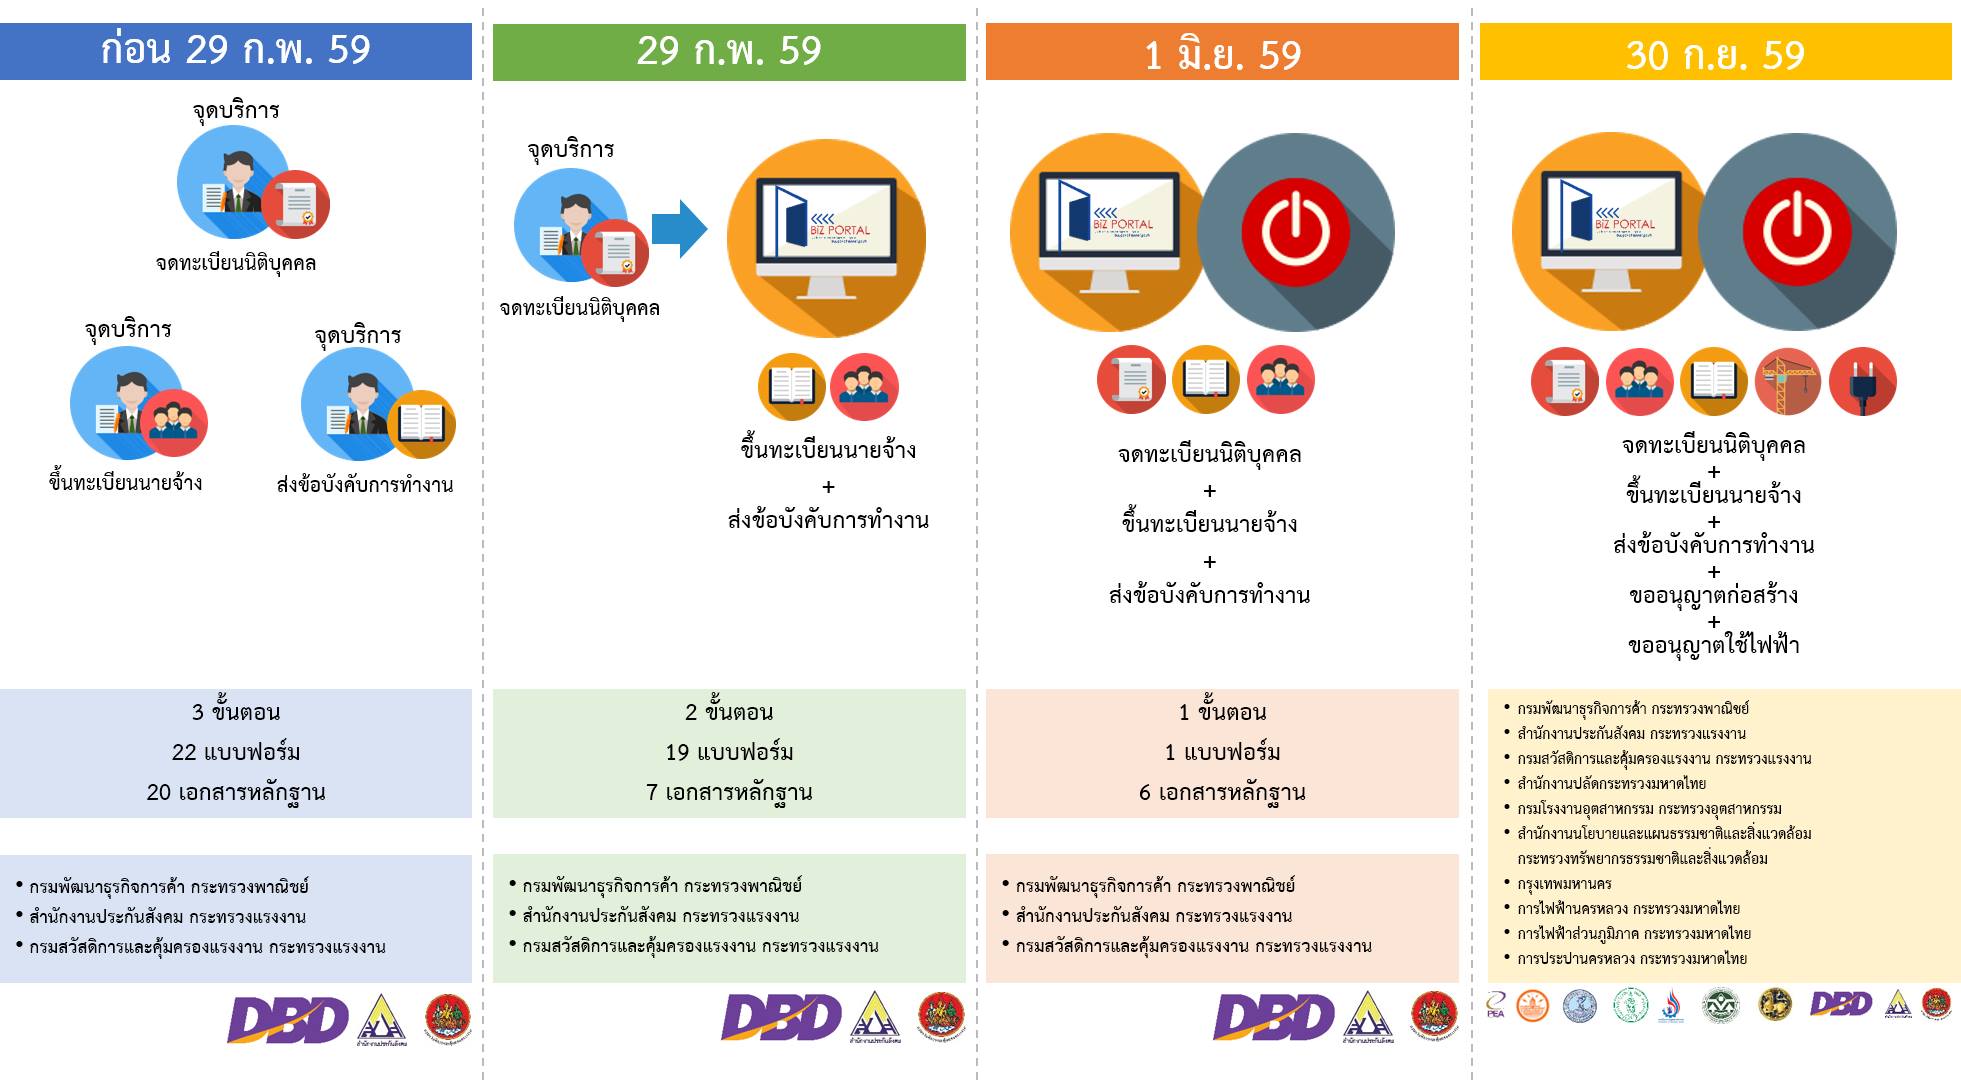 ก่อน 29 ก.พ. 59
จุดบริการ
จดทะเบียนนิติบุคคล
จุดบริการ
จุดบริการ
ขึ้นทะเบียนนายจ้าง
ส่งข้อบังคับการทำงาน
3 ขั้นตอน
22 แบบฟอร์ม
20 เอกสารหลักฐาน
• กรมพัฒนาธุรกิจการค้า กระทรวงพาณิชย์
• สำนักงานประกันสังคม กระทรวงแรงงาน
• กรมสวัสดิการและคุ้มครองแรงงาน กระทรวงแรงงาน
DBD
สำนักงานประกันสังคม
29 ก.พ. 59
จุดบริการ
จดทะเบียนนิติบุคคล
BIZ PORTAL
ขึ้นทะเบียนนายจ้าง
+
ส่งข้อบังคับการทำงาน
2 ขั้นตอน
19 แบบฟอร์ม
7 เอกสารหลักฐาน
• กรมพัฒนาธุรกิจการค้า กระทรวงพาณิชย์
• สำนักงานประกันสังคม กระทรวงแรงงาน
• กรมสวัสดิการและคุ้มครองแรงงาน กระทรวงแรงงาน
DBD
สำนักงานประกันสังคม
1 มิ.ย. 59
BIZ PORTAL
จดทะเบียนนิติบุคคล
+
ขึ้นทะเบียนนายจ้าง
+
ส่งข้อบังคับการทำงาน
1 ขั้นตอน
1 แบบฟอร์ม
6 เอกสารหลักฐาน
• กรมพัฒนาธุรกิจการค้า กระทรวงพาณิชย์
• สำนักงานประกันสังคม กระทรวงแรงงาน
• กรมสวัสดิการและคุ้มครองแรงงาน กระทรวงแรงงาน
DBD
สำนักงานประกันสังคม
30 ก.ย. 59
BIZ PORTAL
จดทะเบียนนิติบุคคล
+
ขึ้นทะเบียนนายจ้าง
+
ส่งข้อบังคับการทำงาน
+
ขออนุญาตก่อสร้าง
+
ขออนุญาตใช้ไฟฟ้า
• กรมพัฒนาธุรกิจการค้า กระทรวงพาณิชย์
• สำนักงานประกันสังคม กระทรวงแรงงาน
• กรมสวัสดิการและคุ้มครองแรงงาน กระทรวงแรงงาน
• สำนักงานปลัดกระทรวงมหาดไทย
• กรมโรงงานอุตสาหกรรม กระทรวงอุตสาหกรรม
• สำนักงานนโยบายและแผนธรรมชาติและสิ่งแวดล้อม
กระทรวงทรัพยากรธรรมชาติและสิ่งแวดล้อม
• กรุงเทพมหานคร
• การไฟฟ้านครหลวง กระทรวงมหาดไทย
• การไฟฟ้าส่วนภูมิภาค กระทรวงมหาดไทย
• การประปานครหลวง กระทรวงมหาดไทย
PEA
DBD